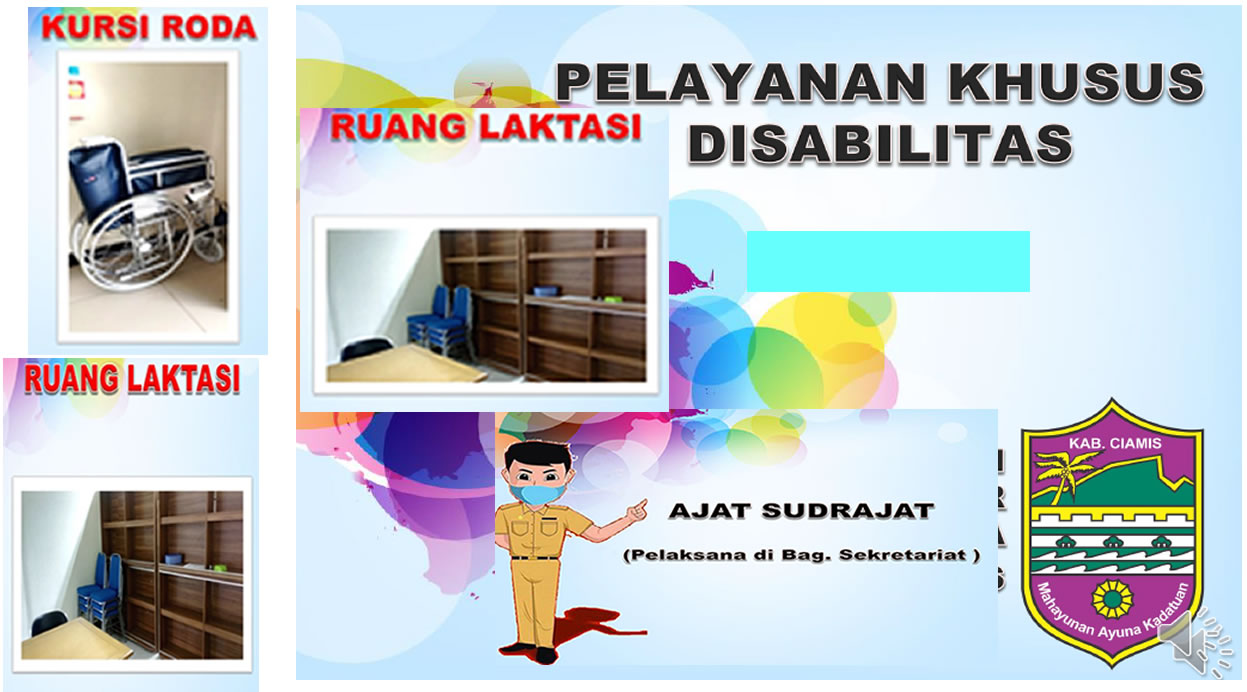 KURSI RODA
RUANG LAKTASI
PELAYANAN KHUSUS
DISABILITAS
RUANG LAKTASI
AJAT SUDRAJAT
(Pelaksana di Bag. Sekretariat )
KAB. CIAMIS
Mahayunan Ayuna Kadatuan